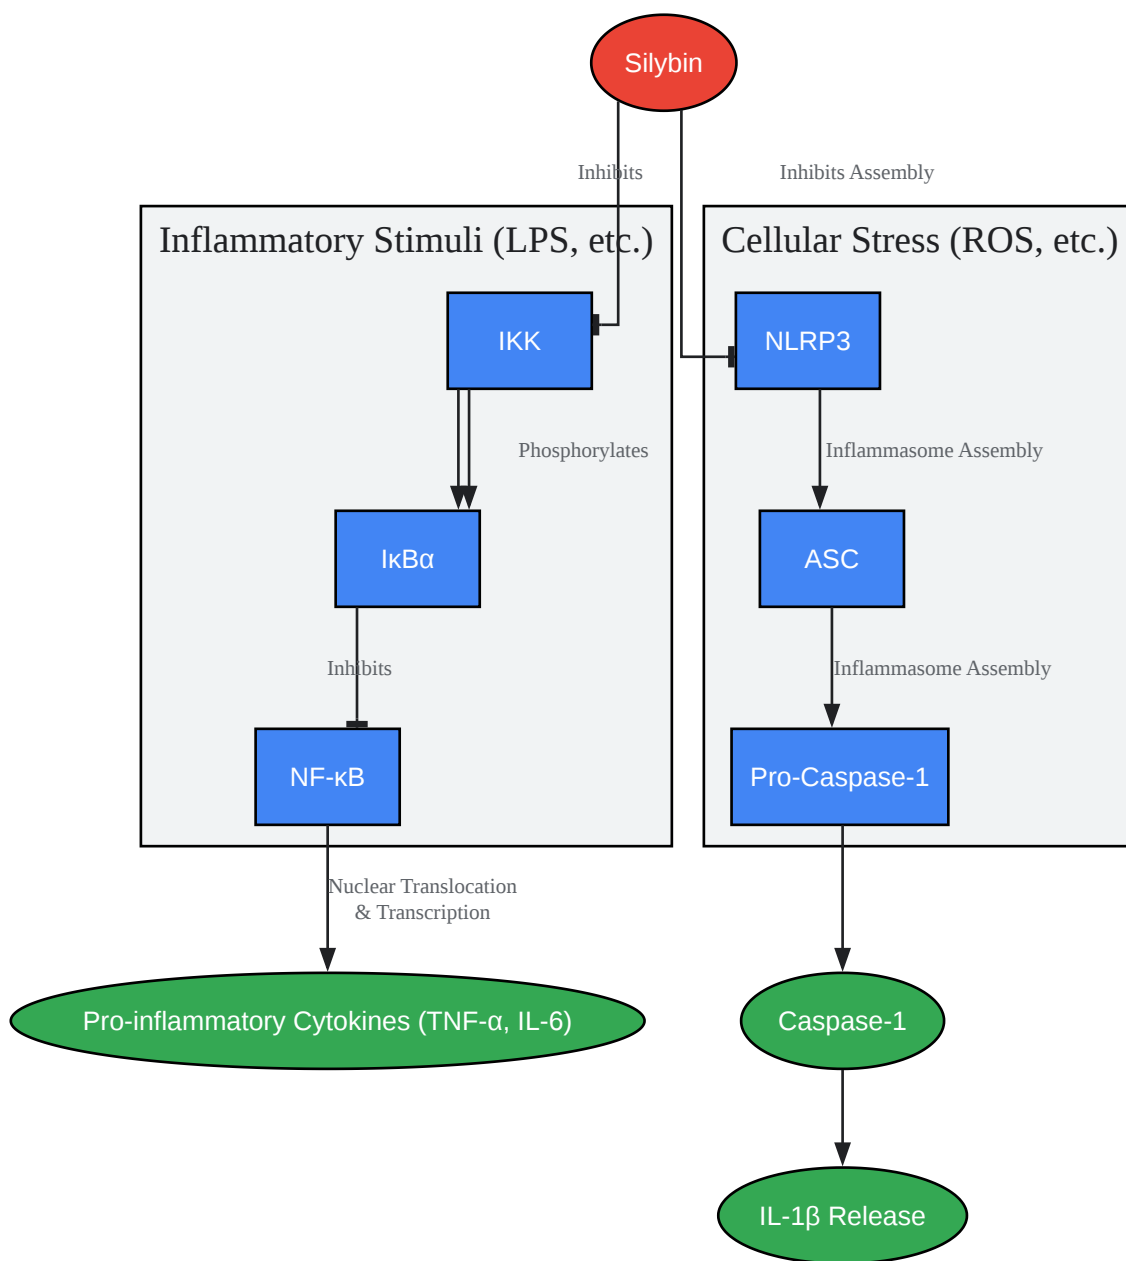 Silybin
Inhibits
Inhibits Assembly
Inflammatory Stimuli (LPS, etc.)
Cellular Stress (ROS, etc.)
IKK
NLRP3
Phosphorylates
Inflammasome Assembly
IκBα
ASC
Inhibits
Inflammasome Assembly
NF-κB
Pro-Caspase-1
Nuclear Translocation
& Transcription
Pro-inflammatory Cytokines (TNF-α, IL-6)
Caspase-1
IL-1β Release